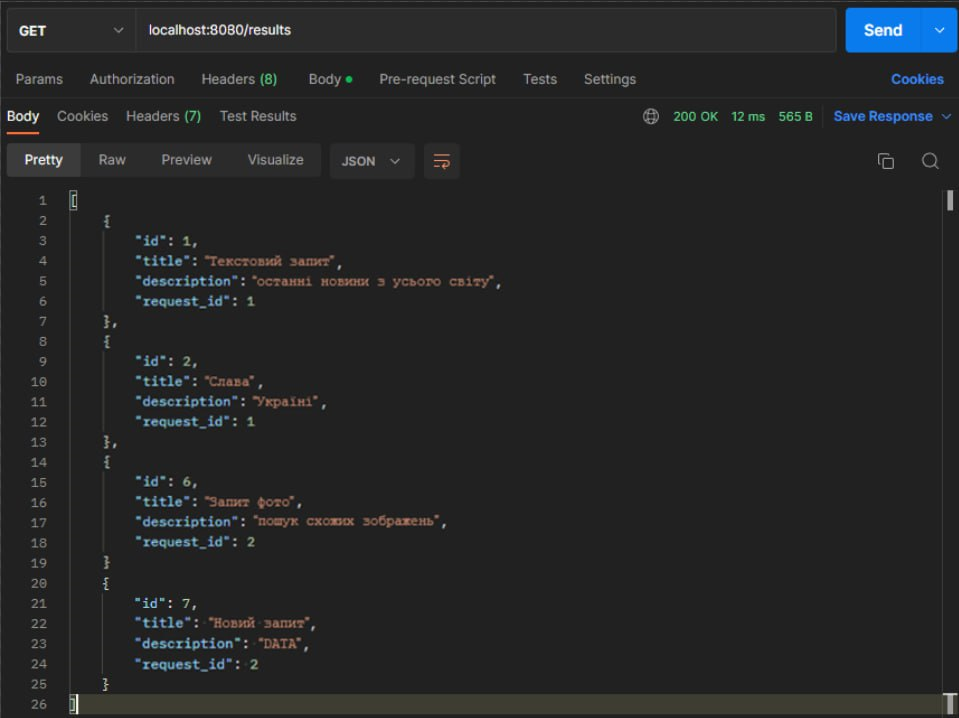 GET localhost:8080/results Send
Params Authorization Headers (8) Body Pre-request Script Tests Settings Cookies
Body Cookies Headers (7) Test Results 200 OK 12 ms 565 B Save Response
Pretty Raw Preview Visualize JSON
1 [
2 {
3 "id": 1,
4 "title": "Текстовий запит",
5 "description": "останні новини з усього світу",
6 "request_id": 1
7 },
8 {
9 "id": 2,
10 "title": "Слава",
11 "description": "Україні",
12 "request_id": 1
13 },
14 {
15 "id": 6,
16 "title": "Запит фото",
17 "description": "пошук схожих зображень",
18 "request_id": 2
19 }
20 {
21 "id": 7,
22 "title": "Новий запит",
23 "description": "DATA",
24 "request_id": 2
25 }
26 ]